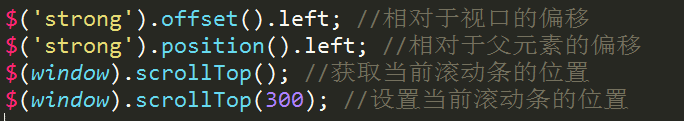 $('strong').offset().left; //相对于视口的偏移
$('strong').position().left; //相对于父元素的偏移
$(window).scrollTop(); //获取当前滚动条的位置
$(window).scrollTop(300); //设置当前滚动条的位置